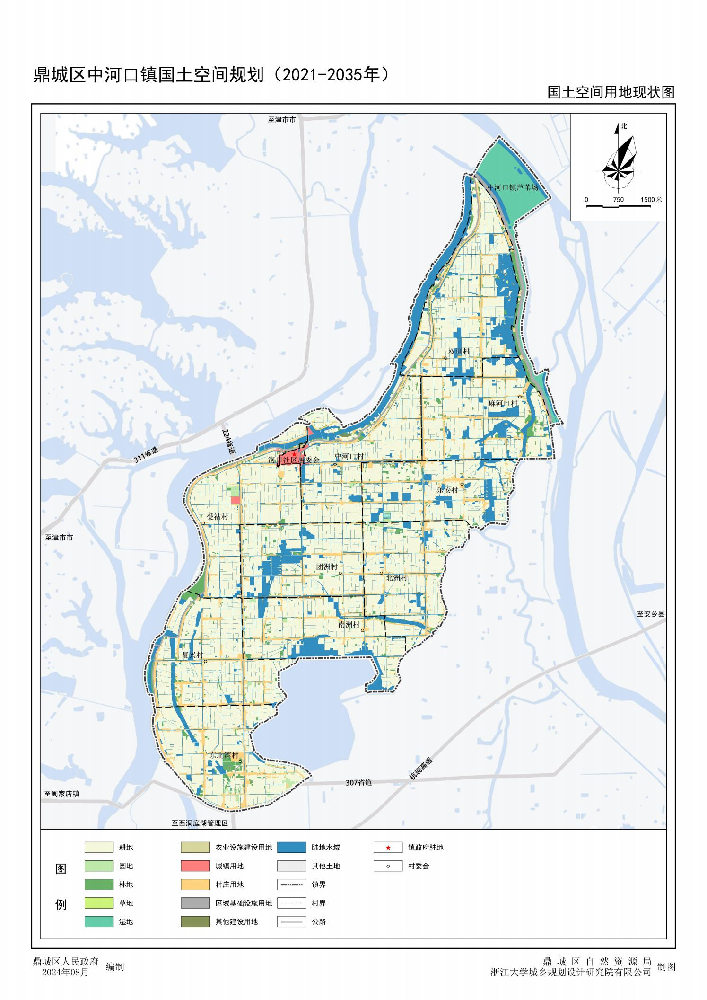 鼎城区中河口镇国土空间规划（2021-2035年）
国土空间用地现状图
至津市市
北
0 750 1500米
中河口镇芦苇场
双剅村
麻河口村
224省道
311省道
河口社区居委会
中河口村
乐安村
受祜村
至津市市
团洲村
北洲村
至安乡县
南洲村
复兴村
东北湾村
杭瑞高速
307省道
至周家店镇
至西洞庭湖管理区
图例
耕地
园地
林地
草地
湿地
农业设施建设用地
城镇用地
村庄用地
区域基础设施用地
其他建设用地
陆地水域
其他土地
镇界
村界
公路
镇政府驻地
村委会
鼎城区人民政府 编制
2024年08月
鼎城区自然资源局 制图
浙江大学城乡规划设计研究院有限公司